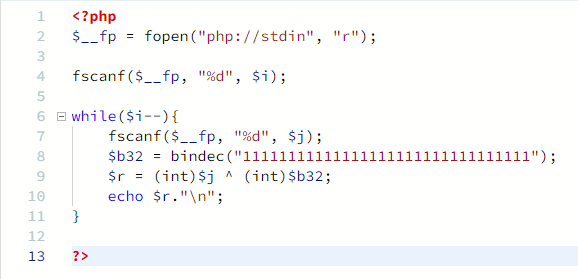 1 <?php
2 $__fp = fopen("php://stdin", "r");
3
4 fscanf($__fp, "%d", $i);
5
6 while($i--){
7     fscanf($__fp, "%d", $j);
8     $b32 = bindec("11111111111111111111111111111111");
9     $r = (int)$j ^ (int)$b32;
10     echo $r."\n";
11 }
12
13 ?>